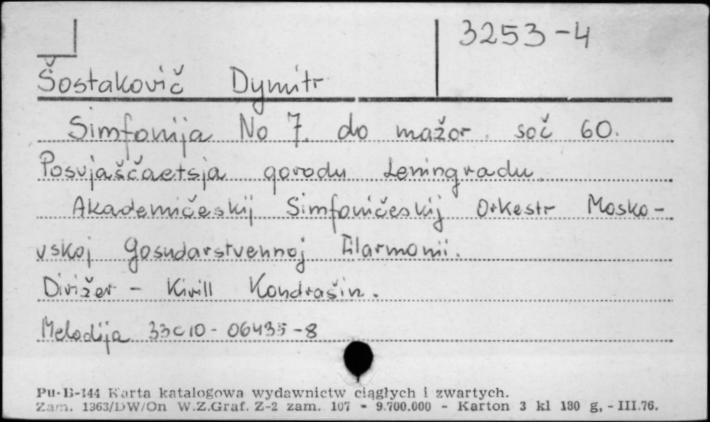 3253-4
Šostakovič Dymitr
Simfonija No 7. do mažor. soč 60.
Posvjaščaetsja gorodu Leningradu
Akademičeskij Simfoničeskij Orkestr Mosko-
vskoj Gosudarstvennoj Filarmonii.
Dirižer - Kirill Kondrašin.
Melodija 33C10-06435-8
Pu-B-144 Karta katalogowa wydawnictw ciągłych i zwartych.
Zam. 1363/DW/On W.Z.Graf. Z-2 zam. 107 - 9.700.000 - Karton 3 kl 180 g, - III.76.